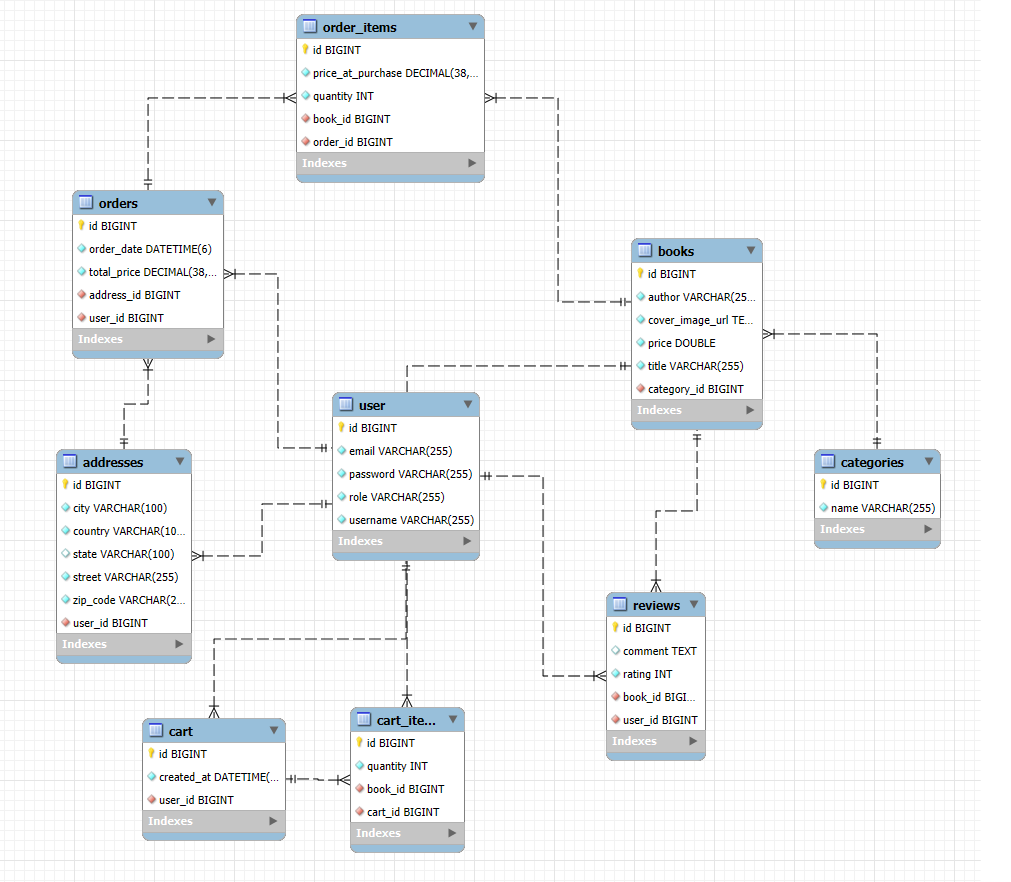 order_items
id BIGINT
price_at_purchase DECIMAL(38,...
quantity INT
book_id BIGINT
order_id BIGINT
Indexes
orders
id BIGINT
order_date DATETIME(6)
total_price DECIMAL(38,...
address_id BIGINT
user_id BIGINT
Indexes
books
id BIGINT
author VARCHAR(25...
cover_image_url TE...
price DOUBLE
title VARCHAR(255)
category_id BIGINT
Indexes
user
id BIGINT
email VARCHAR(255)
password VARCHAR(255)
role VARCHAR(255)
username VARCHAR(255)
Indexes
addresses
id BIGINT
city VARCHAR(100)
country VARCHAR(10...
state VARCHAR(100)
street VARCHAR(255)
zip_code VARCHAR(2...
user_id BIGINT
Indexes
categories
id BIGINT
name VARCHAR(255)
Indexes
reviews
id BIGINT
comment TEXT
rating INT
book_id BIGI...
user_id BIGINT
Indexes
cart
id BIGINT
created_at DATETIME(...
user_id BIGINT
Indexes
cart_ite...
id BIGINT
quantity INT
book_id BIGINT
cart_id BIGINT
Indexes